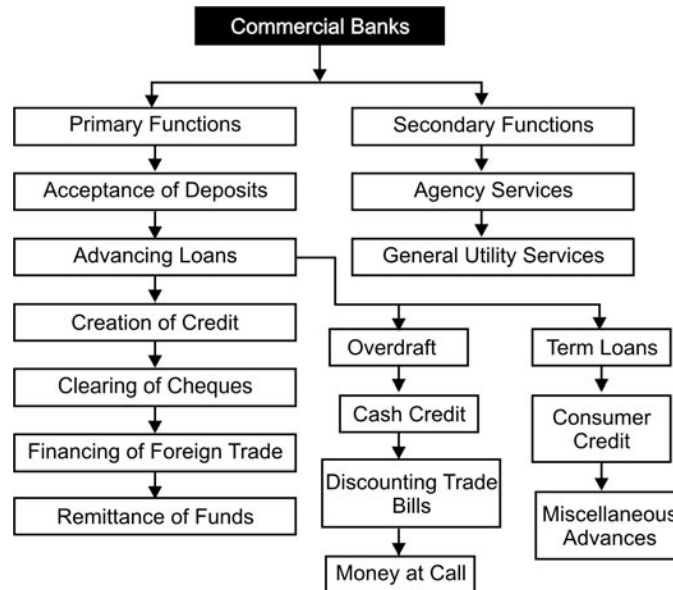 Commercial Banks
Primary Functions
Acceptance of Deposits
Advancing Loans
Creation of Credit
Clearing of Cheques
Financing of Foreign Trade
Remittance of Funds
Secondary Functions
Agency Services
General Utility Services
Overdraft
Cash Credit
Discounting Trade
Bills
Money at Call
Term Loans
Consumer
Credit
Miscellaneous
Advances